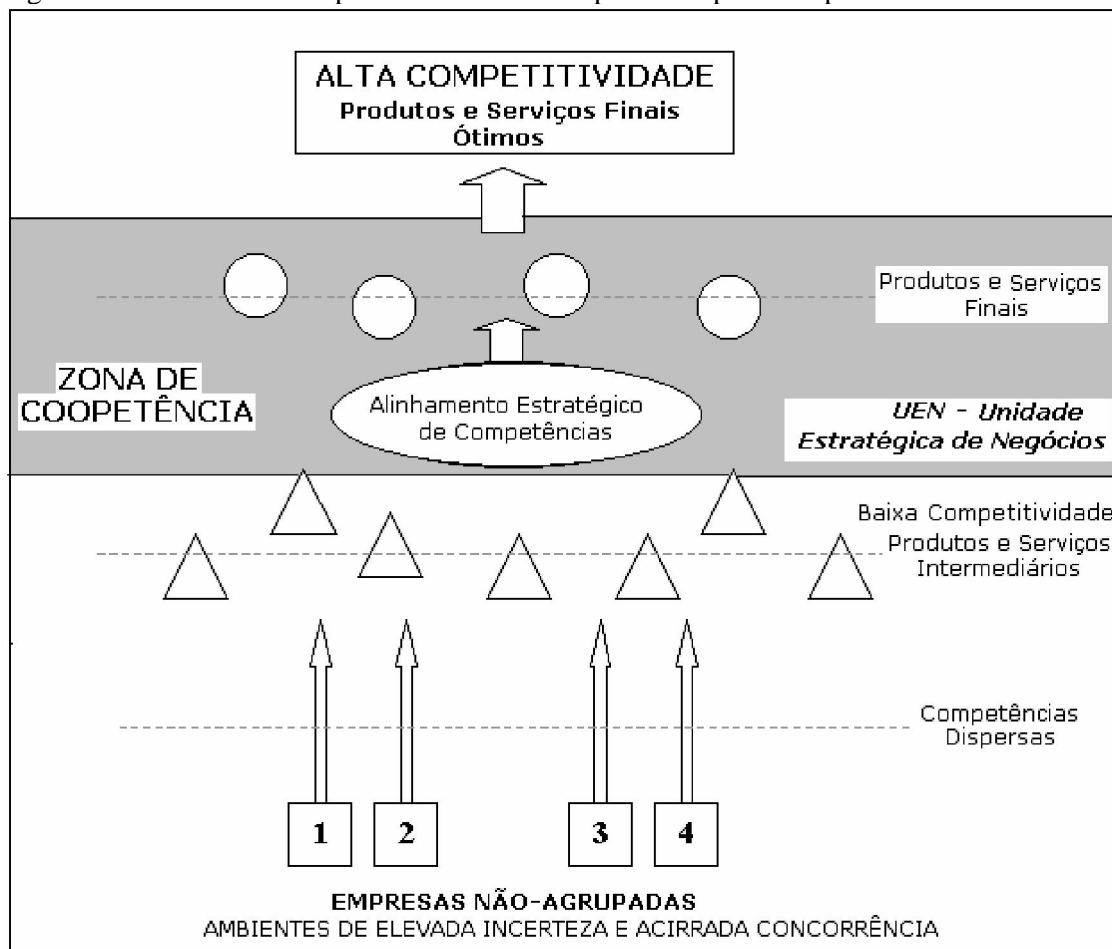 ALTA COMPETITIVIDADE
Produtos e Serviços Finais
Ótimos
Produtos e Serviços
Finais
ZONA DE
COOPETÊNCIA
Alinhamento Estratégico
de Competências
UEN - Unidade
Estratégica de Negócios
Baixa Competitividade
Produtos e Serviços
Intermediários
Competências
Dispersas
1 2 3 4
EMPRESAS NÃO-AGRUPADAS
AMBIENTES DE ELEVADA INCERTEZA E ACIRRADA CONCORRÊNCIA